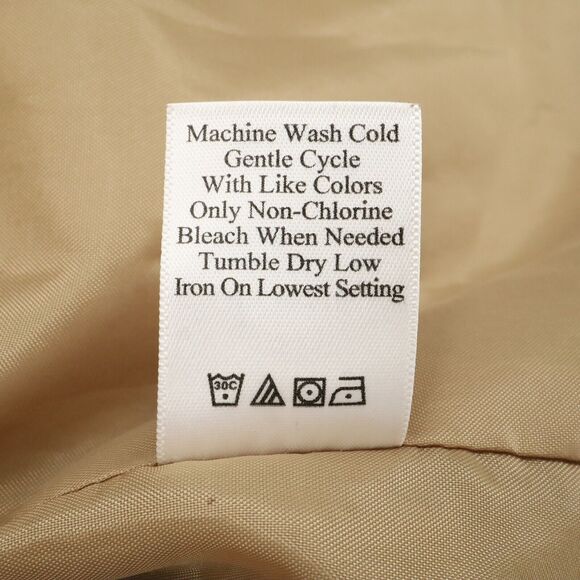 Machine Wash Cold
Gentle Cycle
With Like Colors
Only Non-Chlorine
Bleach When Needed
Tumble Dry Low
Iron On Lowest Setting
30C